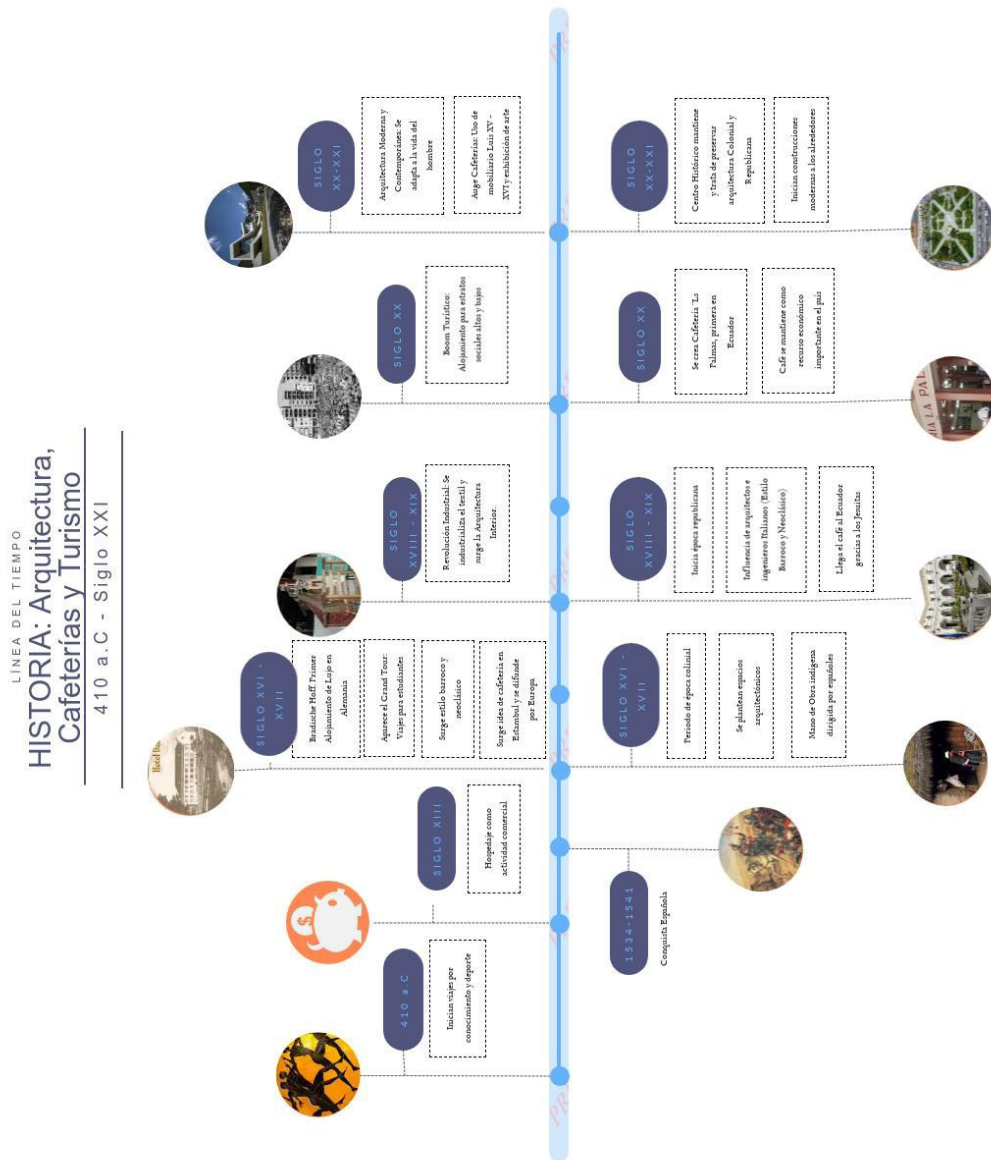 LÍNEA DEL TIEMPO
HISTORIA: Arquitectura,
Cafeterías y Turismo
410 a.C - Siglo XXI
410 a.C
Inician viajes por
conocimiento y deporte
SIGLO XIII
Hospedaje como
actividad comercial
SIGLO XVI -
XVII
Bradische Hoff. Primer
Alojamiento de Lujo en
Alemania
Aparece el Grand Tour:
Viajes para estudiantes
Surge estilo barroco y
neoclásico
Surge idea de cafetería en
Estambul y se difunde
por Europa
SIGLO
XVIII - XIX
Revolución Industrial: Se
industrializa el textil y
surge la Arquitectura
Interior.
SIGLO XX
Boom Turístico:
Alojamiento para estratos
sociales altos y bajos
SIGLO
XX-XXI
Arquitectura Moderna y
Contemporánea: Se
adapta a la vida del
hombre
Auge Cafeterías: Uso de
mobiliario Luis XV -
XVI y exhibición de arte
1534-1541
Conquista Española
SIGLO XVI -
XVII
Periodo de época colonial
Se plantean espacios
arquitectónicos
Mano de Obra indígena
dirigida por españoles
SIGLO
XVIII - XIX
Inicia época republicana
Influencia de arquitectos e
ingenieros Italianos (Estilo
Barroco y Neoclásico)
Llega el café al Ecuador
gracias a los Jesuitas
SIGLO XX
Se crea Cafetería "Ls
Palmas, primera en
Ecuador
Café se mantiene como
recurso económico
importante en el país
SIGLO
XX-XXI
Centro Histórico mantiene
y trata de preservar
arquitectura Colonial y
Republicana
Inician construcciones
modernas a los alrededores